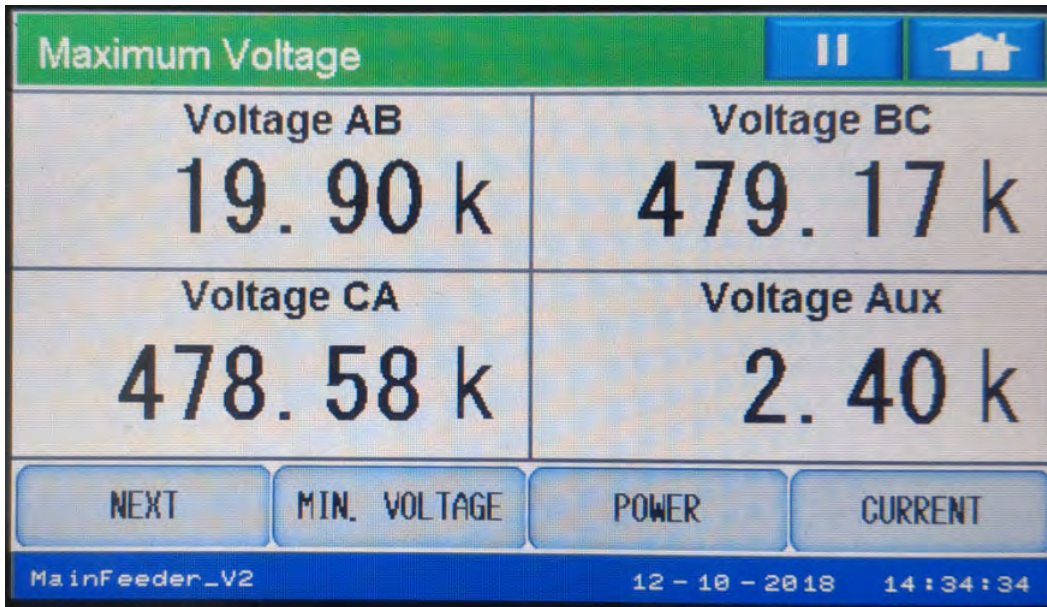 Maximum Voltage
Voltage AB
19.90 k
Voltage BC
479.17 k
Voltage CA
478.58 k
Voltage Aux
2.40 k
NEXT
MIN. VOLTAGE
POWER
CURRENT
MainFeeder_V2
12-10-2018 14:34:34